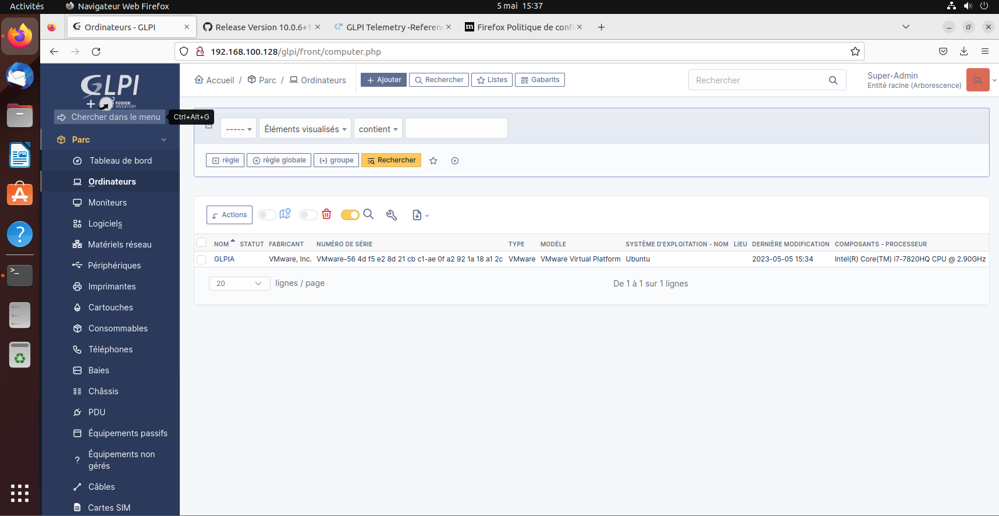 Activités Navigateur Web Firefox 5 mai 15:37
Ordinateurs - GLPI Release Version 10.0.6+1 GLPI Telemetry -Referenc Firefox Politique de confi
192.168.100.128/glpi/front/computer.php
GLPI
+ FUSION
INVENTORY
Chercher dans le menu
Ctrl+Alt+G
Parc
Tableau de bord
Ordinateurs
Moniteurs
Logiciels
Matériels réseau
Périphériques
Imprimantes
Cartouches
Consommables
Téléphones
Baies
Châssis
PDU
Équipements passifs
Équipements non
gérés
Câbles
Cartes SIM
Accueil / Parc / Ordinateurs
+ Ajouter Rechercher Listes Gabarits
Rechercher
Super-Admin
Entité racine (Arborescence)
GL
----- Éléments visualisés contient
règle règle globale groupe Rechercher
Actions
NOM STATUT FABRICANT NUMÉRO DE SÉRIE TYPE MODÈLE SYSTÈME D'EXPLOITATION - NOM LIEU DERNIÈRE MODIFICATION COMPOSANTS - PROCESSEUR
GLPIA VMware, Inc. VMware-56 4d f5 e2 8d 21 cb c1-ae 0f a2 92 1a 18 a1 2c VMware VMware Virtual Platform Ubuntu 2023-05-05 15:34 Intel(R) Core(TM) i7-7820HQ CPU @ 2.90GHz
20 lignes / page De 1 à 1 sur 1 lignes